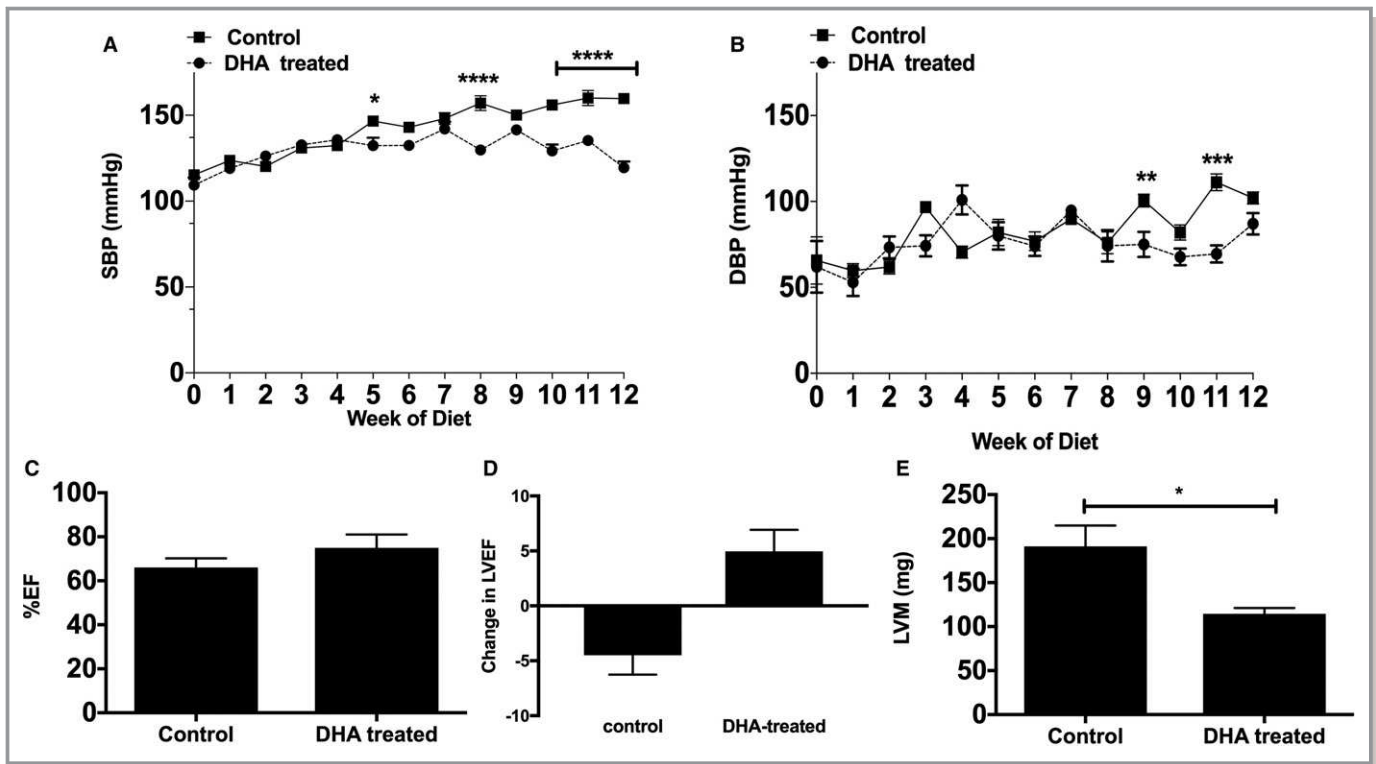 A
Control
DHA treated
*
****
****
SBP (mmHg)
150
100
50
0
0 1 2 3 4 5 6 7 8 9 10 11 12
Week of Diet
B
Control
DHA treated
**
***
DBP (mmHg)
150
100
50
0
0 1 2 3 4 5 6 7 8 9 10 11 12
Week of Diet
C
%EF
100
80
60
40
20
0
Control DHA treated
D
Change in LVEF
10
5
0
-5
-10
control DHA-treated
E
*
LVM (mg)
250
200
150
100
50
0
Control DHA treated